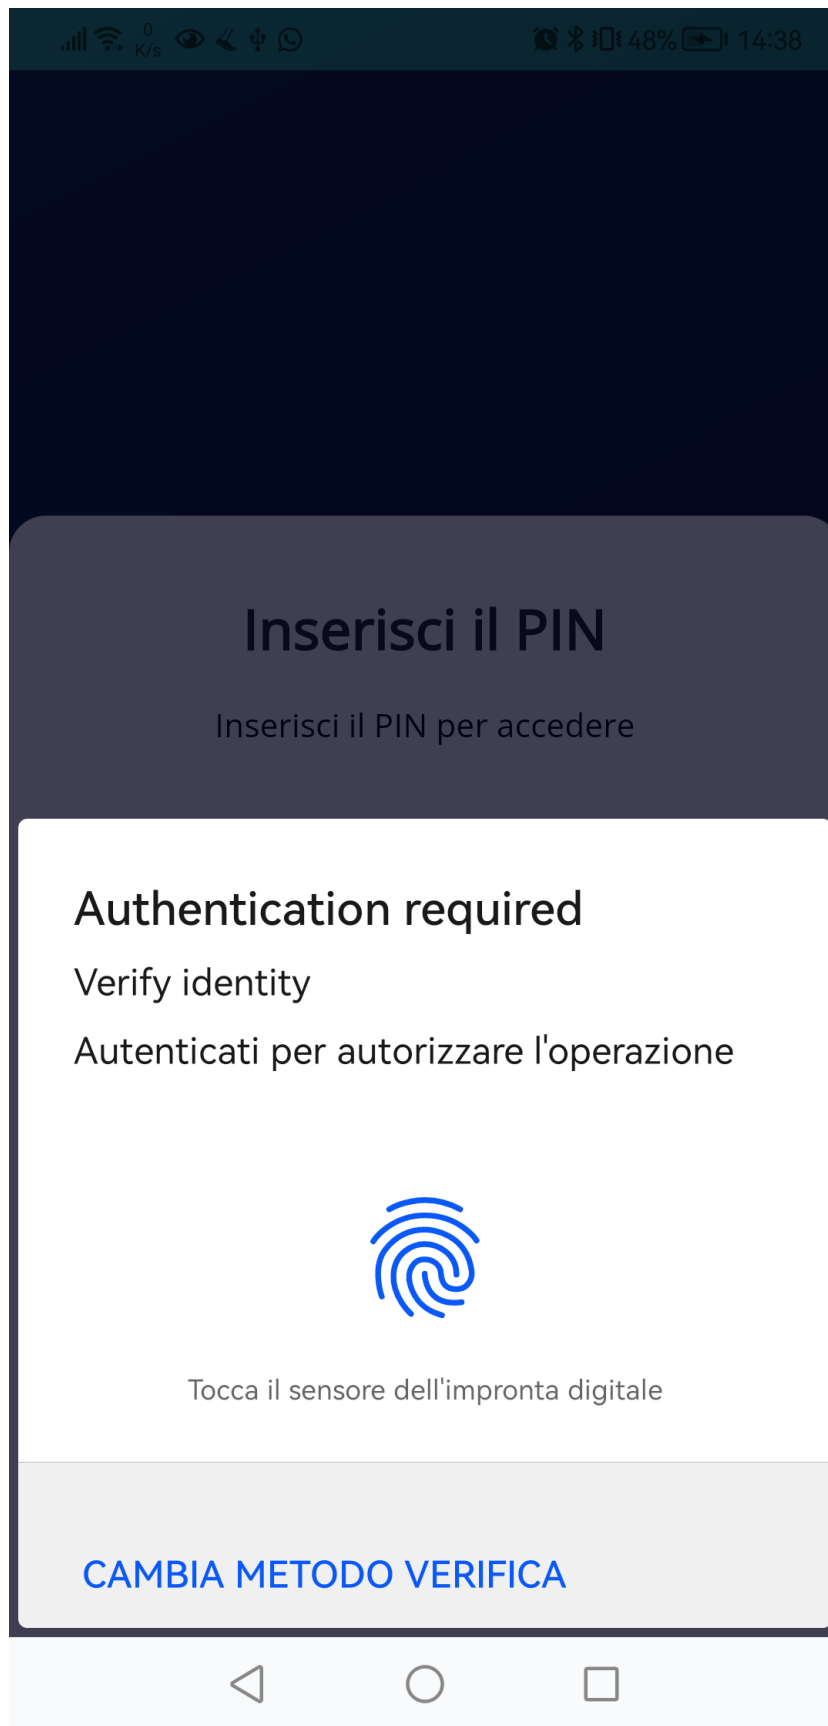 0
K/s
48%
14:38
Inserisci il PIN
Inserisci il PIN per accedere
Authentication required
Verify identity
Autenticati per autorizzare l'operazione
Tocca il sensore dell'impronta digitale
CAMBIA METODO VERIFICA